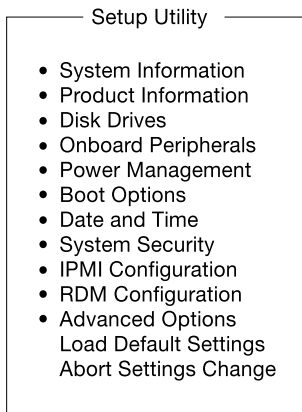 Setup Utility
• System Information
• Product Information
• Disk Drives
• Onboard Peripherals
• Power Management
• Boot Options
• Date and Time
• System Security
• IPMI Configuration
• RDM Configuration
• Advanced Options
Load Default Settings
Abort Settings Change